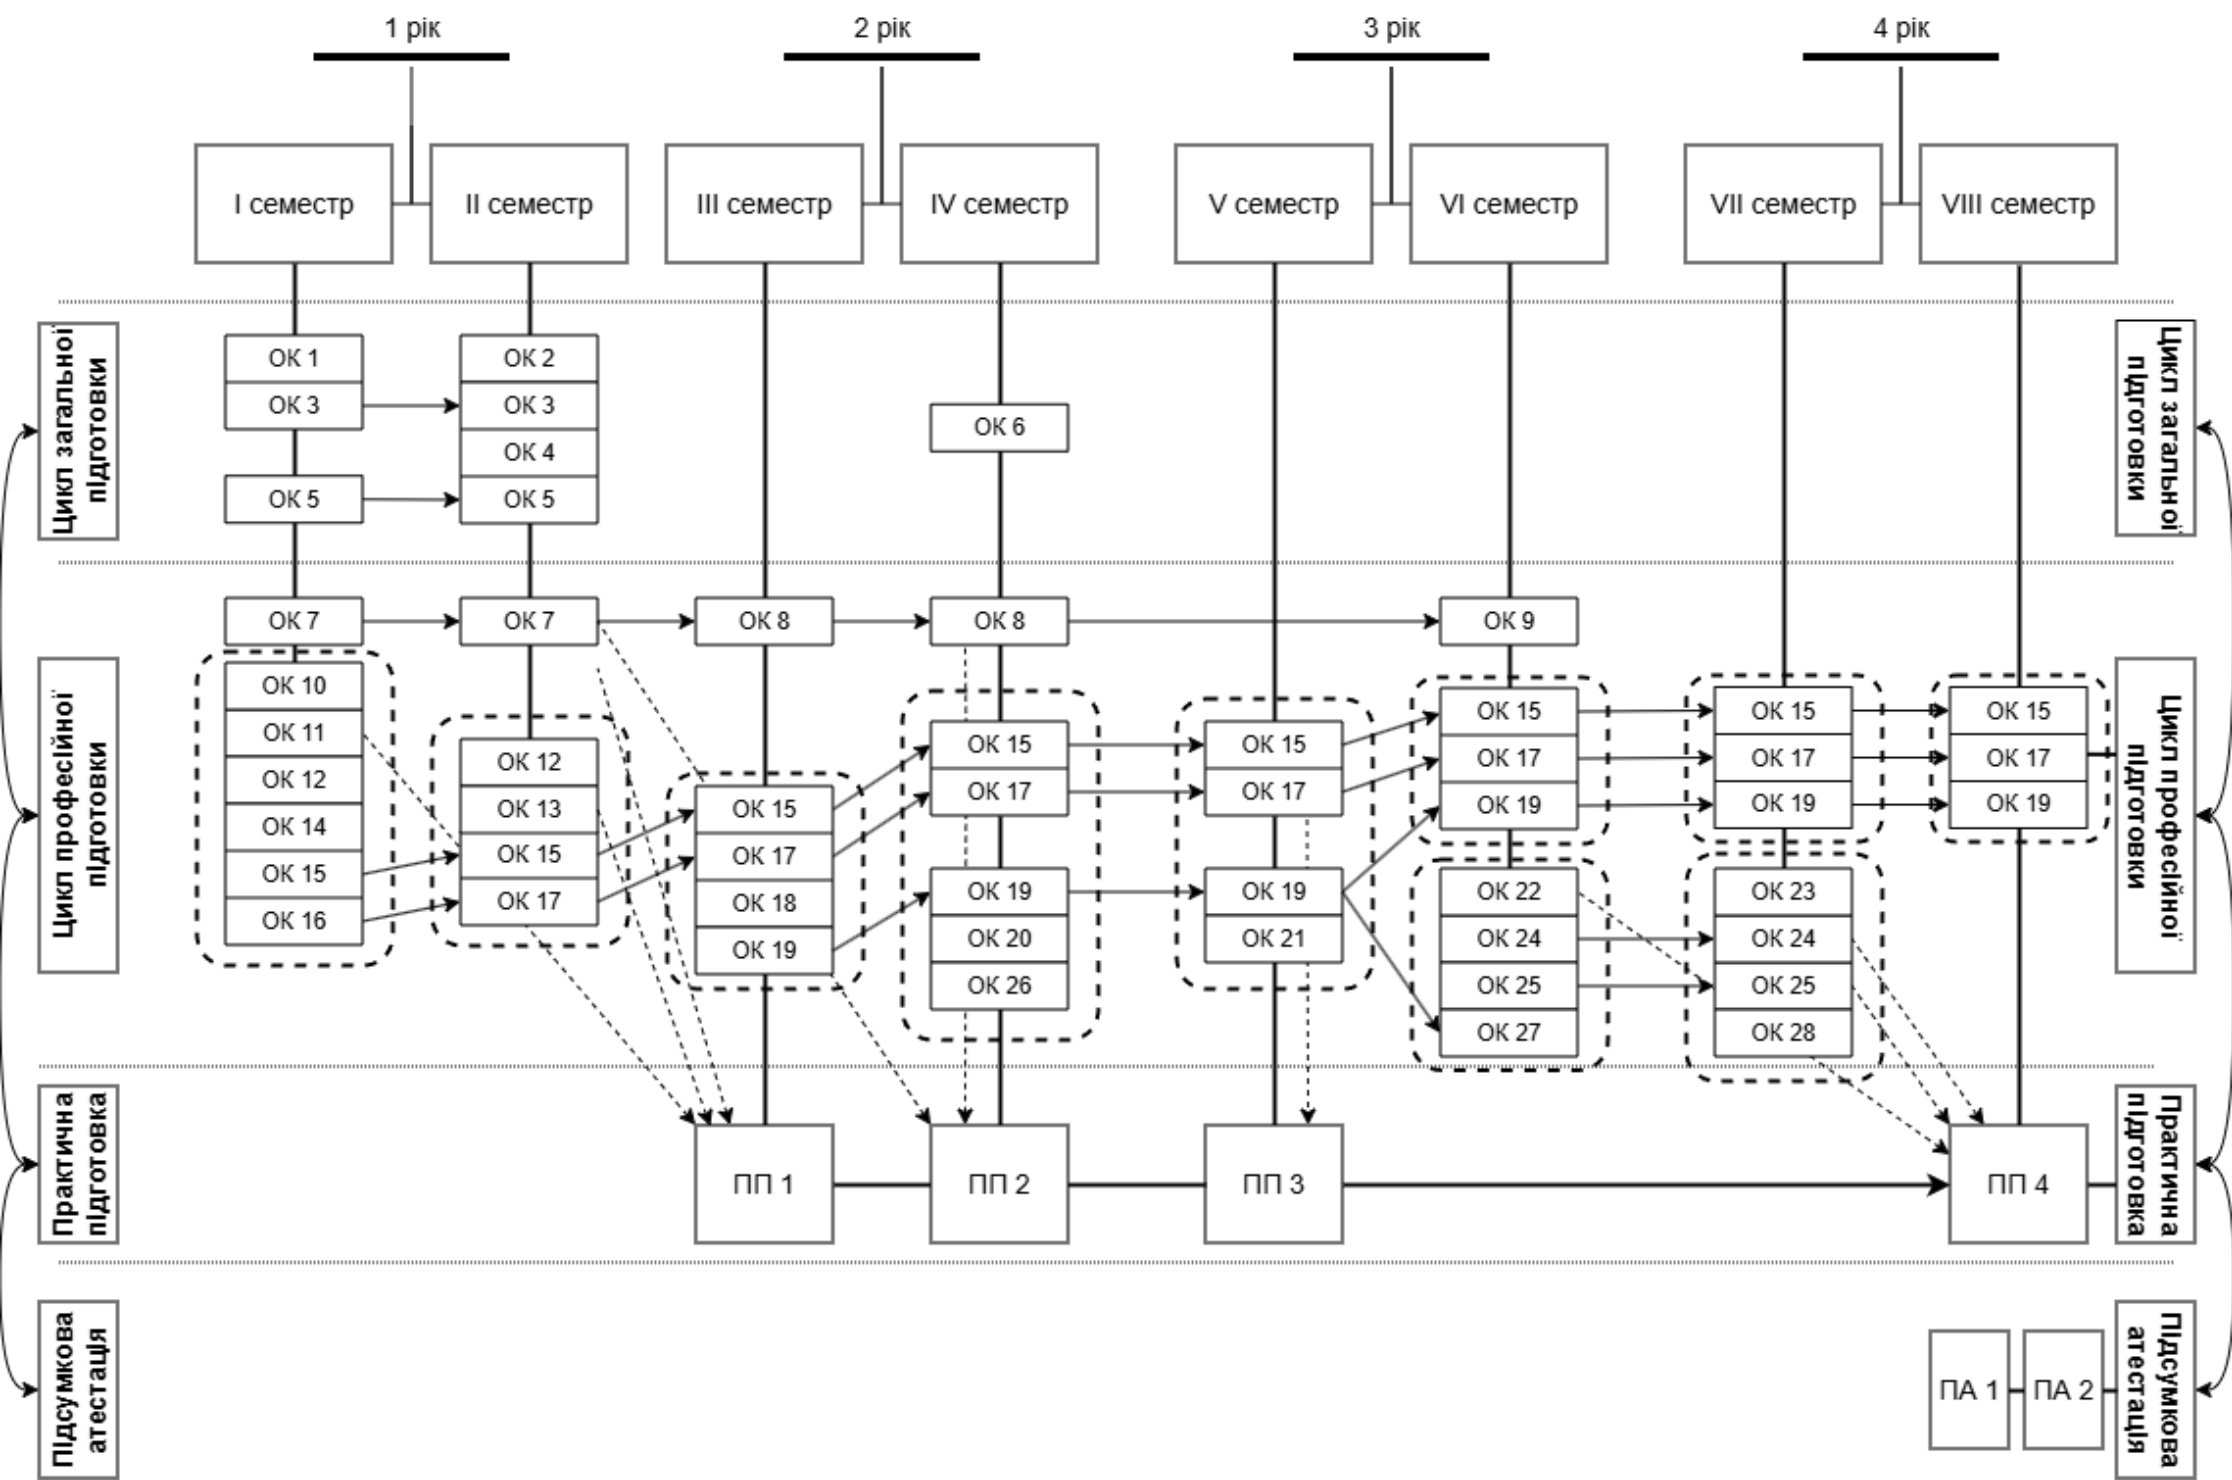 1 рік
2 рік
3 рік
4 рік
I семестр
II семестр
III семестр
IV семестр
V семестр
VI семестр
VII семестр
VIII семестр
Цикл загальної
підготовки
ОК 1
ОК 3
ОК 5
ОК 2
ОК 3
ОК 4
ОК 5
ОК 6
Цикл загальної
підготовки
Цикл професійної
підготовки
ОК 7
ОК 10
ОК 11
ОК 12
ОК 14
ОК 15
ОК 16
ОК 7
ОК 12
ОК 13
ОК 15
ОК 17
ОК 8
ОК 15
ОК 17
ОК 18
ОК 19
ОК 8
ОК 15
ОК 17
ОК 19
ОК 20
ОК 26
ОК 15
ОК 17
ОК 19
ОК 21
ОК 9
ОК 15
ОК 17
ОК 19
ОК 22
ОК 24
ОК 25
ОК 27
ОК 15
ОК 17
ОК 19
ОК 23
ОК 24
ОК 25
ОК 28
ОК 15
ОК 17
ОК 19
Цикл професійної
підготовки
Практична
підготовка
ПП 1
ПП 2
ПП 3
ПП 4
Практична
підготовка
Підсумкова
атестація
ПА 1
ПА 2
Підсумкова
атестація